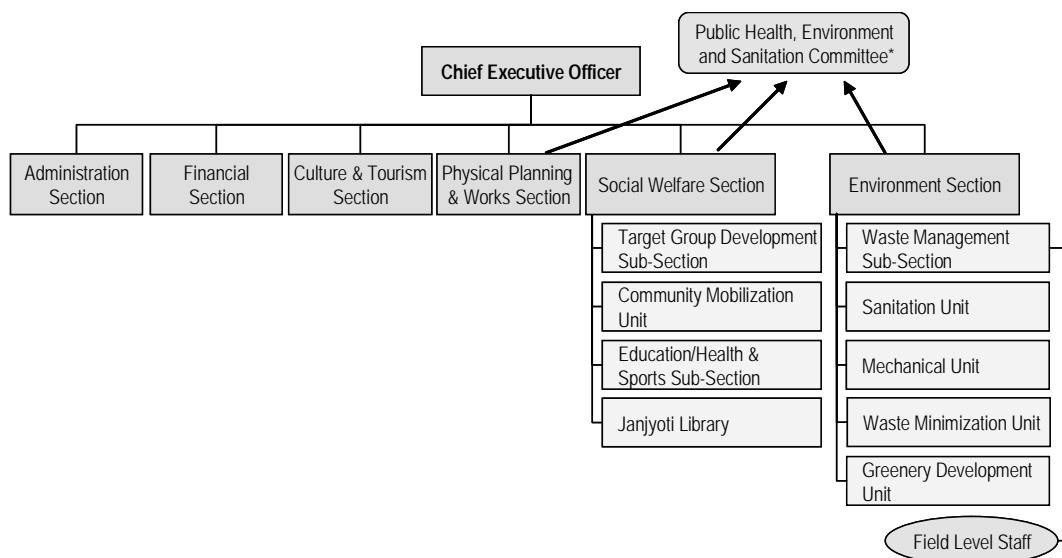 Public Health, Environment
and Sanitation Committee*
Chief Executive Officer
Administration
Section
Financial
Section
Culture & Tourism
Section
Physical Planning
& Works Section
Social Welfare Section
Environment Section
Target Group Development
Sub-Section
Community Mobilization
Unit
Education/Health &
Sports Sub-Section
Janjyoti Library
Waste Management
Sub-Section
Sanitation Unit
Mechanical Unit
Waste Minimization Unit
Greenery Development
Unit
Field Level Staff